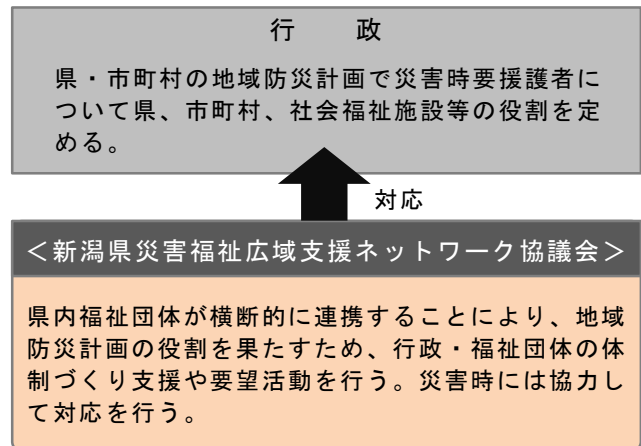 行　政
県・市町村の地域防災計画で災害時要援護者に
ついて県、市町村、社会福祉施設等の役割を定
める。
対応
＜新潟県災害福祉広域支援ネットワーク協議会＞
県内福祉団体が横断的に連携することにより、地域
防災計画の役割を果たすため、行政・福祉団体の体
制づくり支援や要望活動を行う。災害時には協力し
て対応を行う。